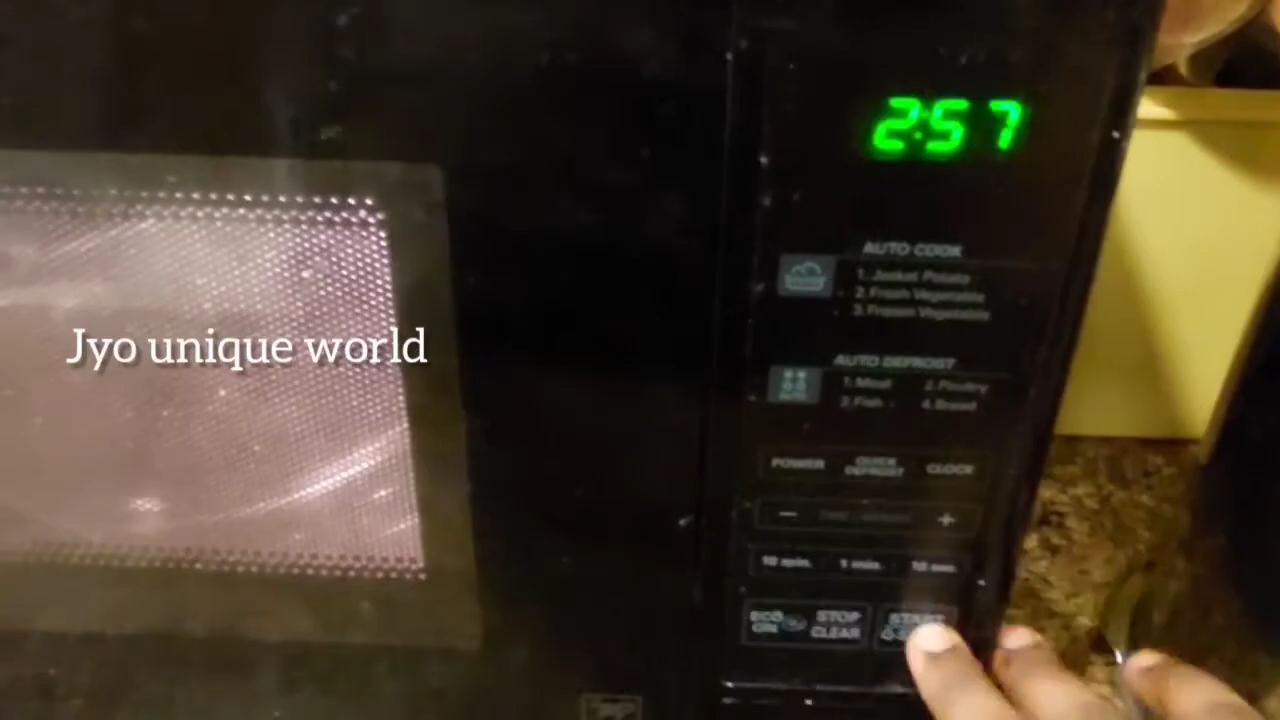 2:57
AUTO COOK
1. Jacket Potato
2. Fresh Vegetable
3. Frozen Vegetable
Jyo unique world
AUTO DEFROST
1. Meat 2. Poultry
3. Fish 4. Bread
POWER QUICK DEFROST CLOCK
− +
10 min. 1 min. 10 sec.
ECO ON STOP CLEAR START